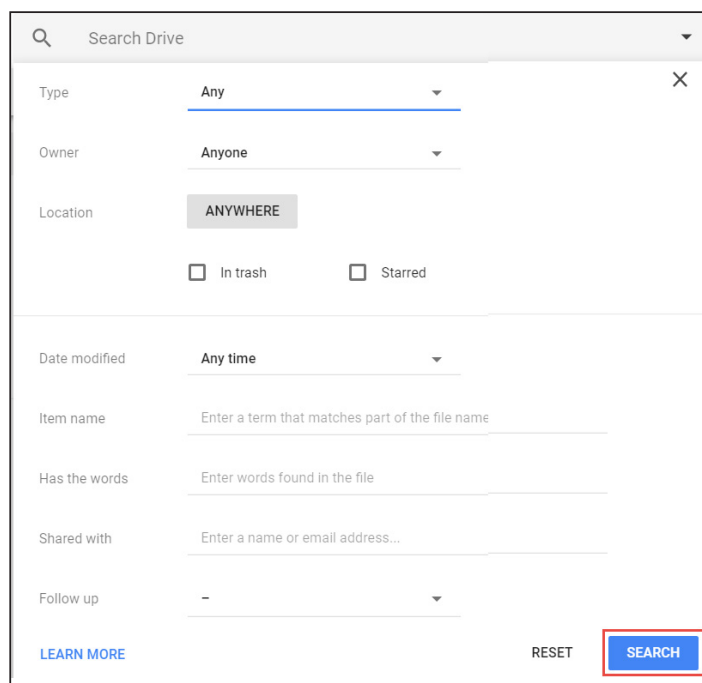 Search Drive
Type Any
Owner Anyone
Location ANYWHERE
In trash Starred
Date modified Any time
Item name Enter a term that matches part of the file name
Has the words Enter words found in the file
Shared with Enter a name or email address...
Follow up –
LEARN MORE RESET SEARCH